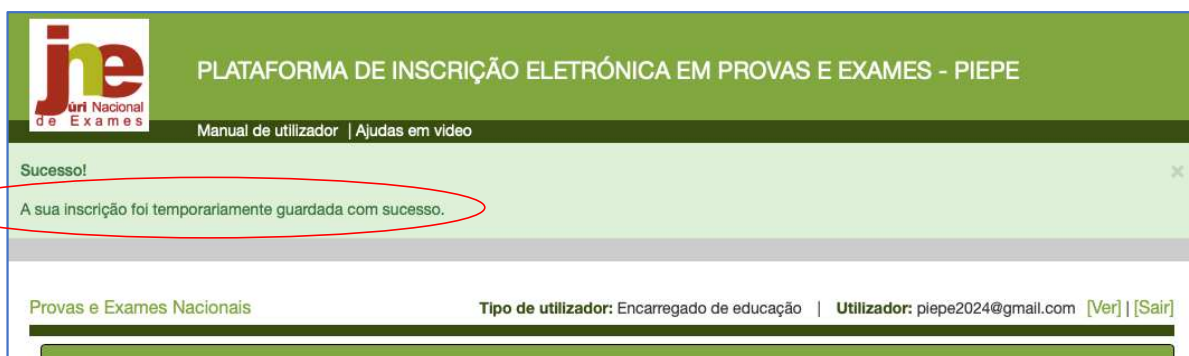 jne
Júri Nacional
de Exames
PLATAFORMA DE INSCRIÇÃO ELETRÓNICA EM PROVAS E EXAMES - PIEPE
Manual de utilizador | Ajudas em video
Sucesso!
×
A sua inscrição foi temporariamente guardada com sucesso.
Provas e Exames Nacionais Tipo de utilizador: Encarregado de educação | Utilizador: piepe2024@gmail.com [Ver] | [Sair]